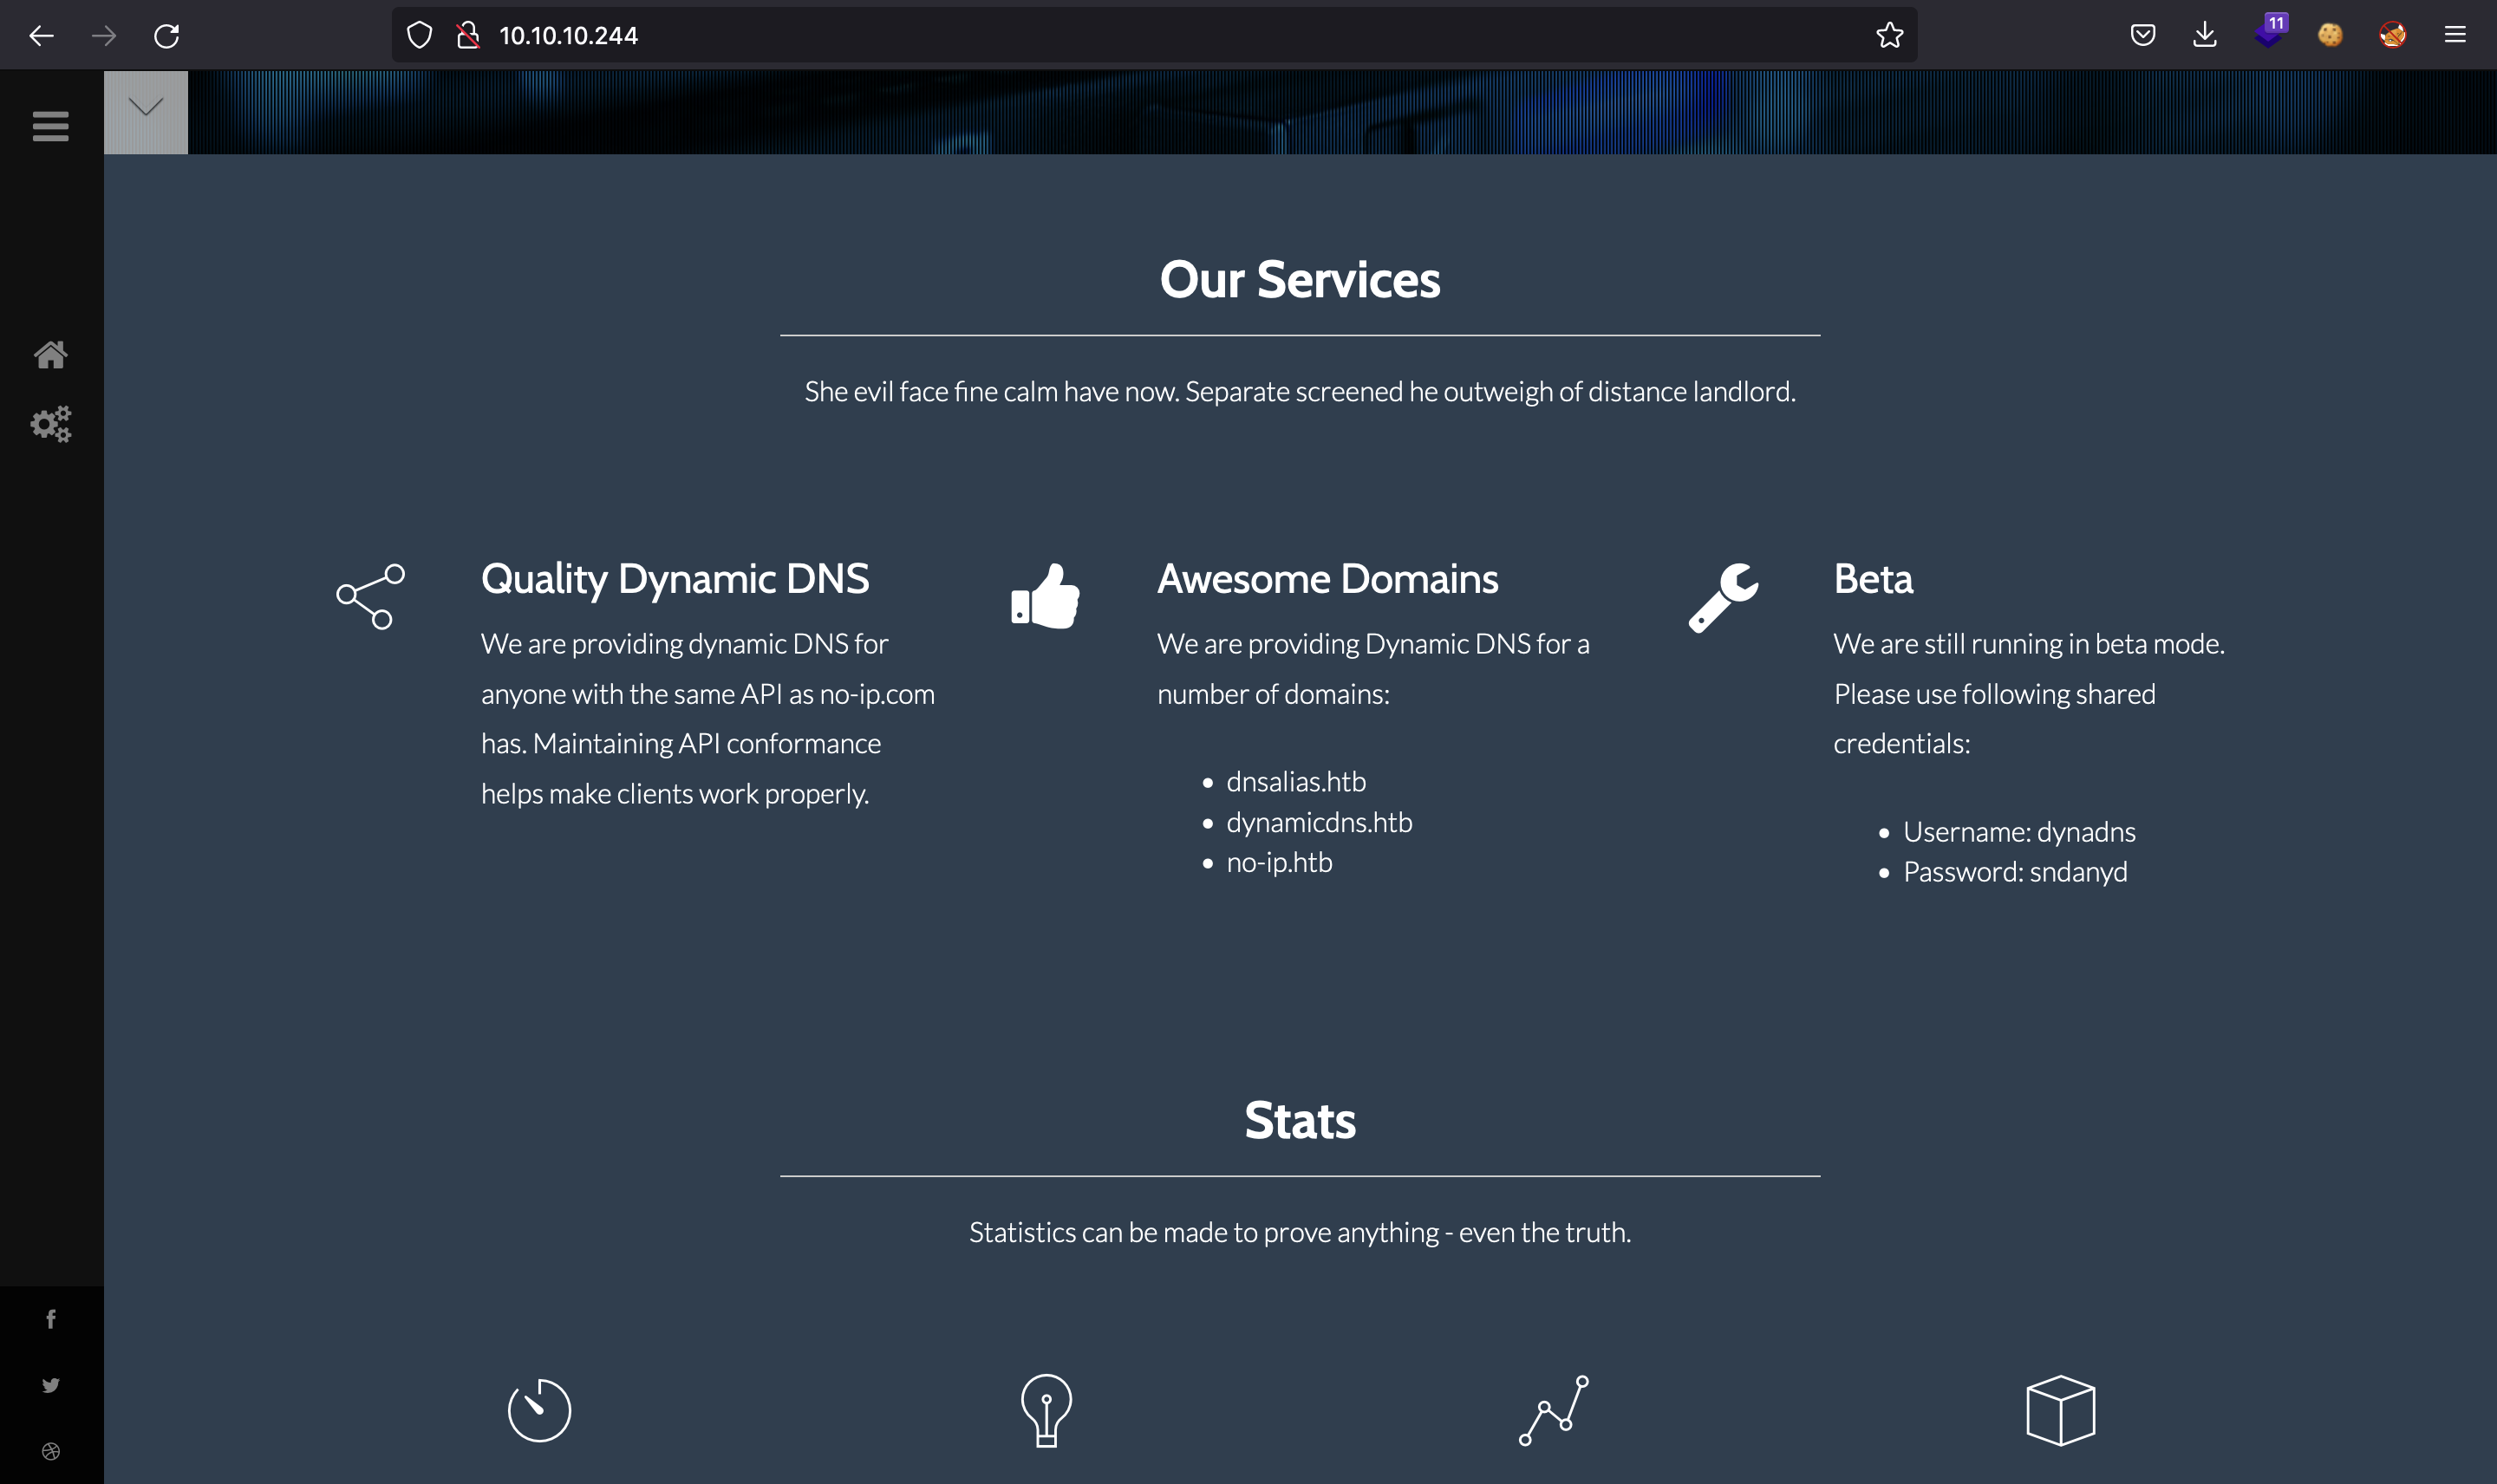 10.10.10.244
11
Our Services
She evil face fine calm have now. Separate screened he outweigh of distance landlord.
Quality Dynamic DNS
We are providing dynamic DNS for
anyone with the same API as no-ip.com
has. Maintaining API conformance
helps make clients work properly.
Awesome Domains
We are providing Dynamic DNS for a
number of domains:
dnsalias.htb
dynamicdns.htb
no-ip.htb
Beta
We are still running in beta mode.
Please use following shared
credentials:
Username: dynadns
Password: sndanyd
Stats
Statistics can be made to prove anything - even the truth.